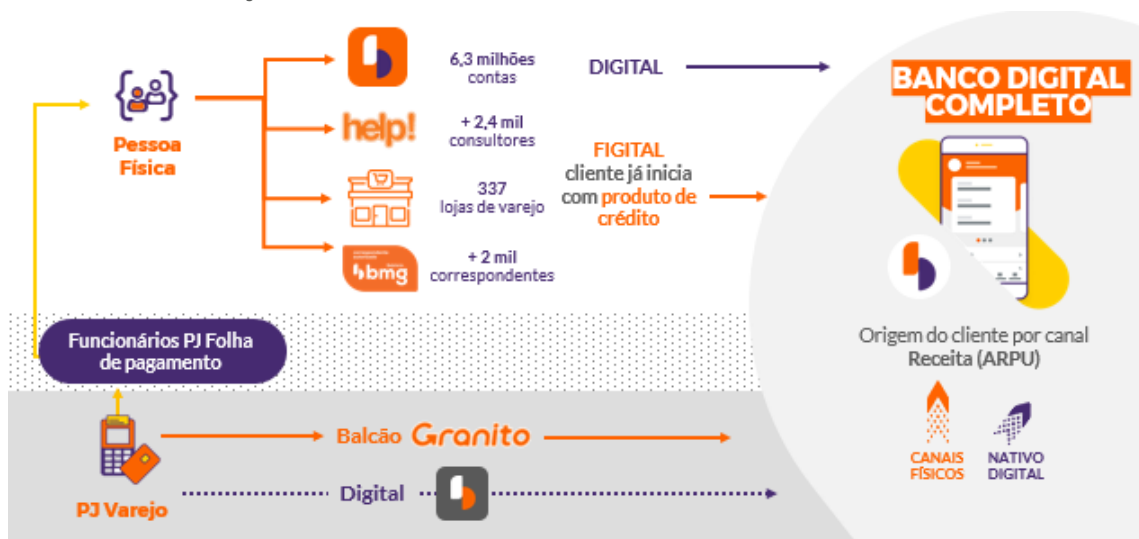 Pessoa
Física
6,3 milhões
contas
DIGITAL
help!
+ 2,4 mil
consultores
337
lojas de varejo
FIGITAL
cliente já inicia
com produto de
crédito
bmg
+ 2 mil
correspondentes
BANCO DIGITAL
COMPLETO
Origem do cliente por canal
Receita (ARPU)
CANAIS
FÍSICOS
NATIVO
DIGITAL
Funcionários PJ Folha
de pagamento
PJ Varejo
Balcão Granito
Digital